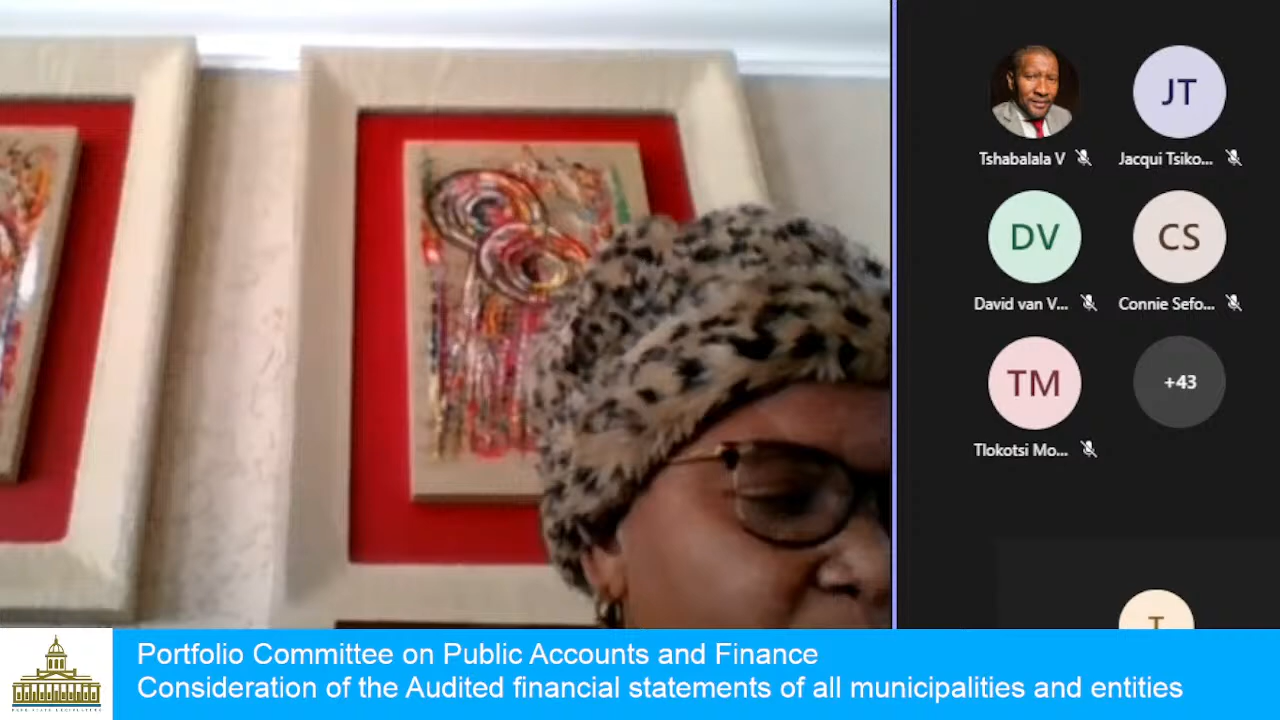 Tshabalala V
JT
Jacqui Tsiko...
DV
David van V...
CS
Connie Sefo...
TM
Tlokotsi Mo...
+43
T
Portfolio Committee on Public Accounts and Finance
Consideration of the Audited financial statements of all municipalities and entities